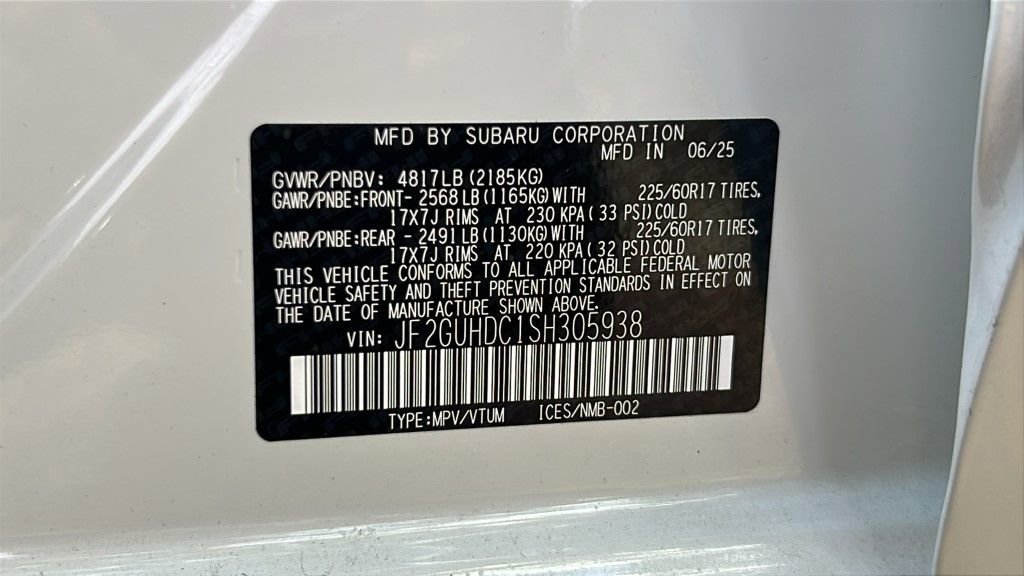 MFD BY SUBARU CORPORATION
MFD IN 06/25
GVWR/PNBV: 4817LB (2185KG)
GAWR/PNBE:FRONT- 2568LB (1165KG) WITH 225/60R17 TIRES,
17X7J RIMS AT 230 KPA (33 PSI) COLD
GAWR/PNBE:REAR - 2491LB (1130KG) WITH 225/60R17 TIRES,
17X7J RIMS AT 220 KPA (32 PSI) COLD
THIS VEHICLE CONFORMS TO ALL APPLICABLE FEDERAL MOTOR
VEHICLE SAFETY AND THEFT PREVENTION STANDARDS IN EFFECT ON
THE DATE OF MANUFACTURE SHOWN ABOVE.
VIN: JF2GUHDC1SH305938
TYPE:MPV/VTUM ICES/NMB-002